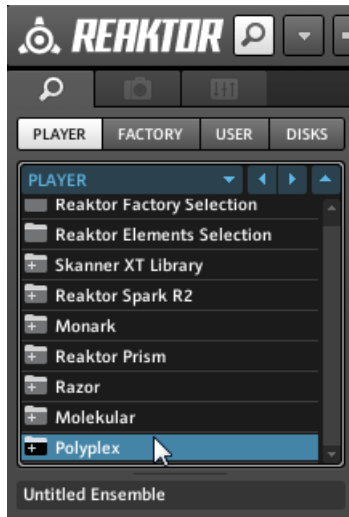 REAKTOR
PLAYER FACTORY USER DISKS
PLAYER
Reaktor Factory Selection
Reaktor Elements Selection
Skanner XT Library
Reaktor Spark R2
Monark
Reaktor Prism
Razor
Molekular
Polyplex
Untitled Ensemble